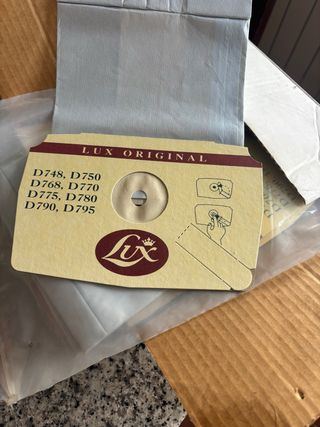 LUX ORIGINAL
D748, D750
D768, D770
D775, D780
D790, D795
LUX